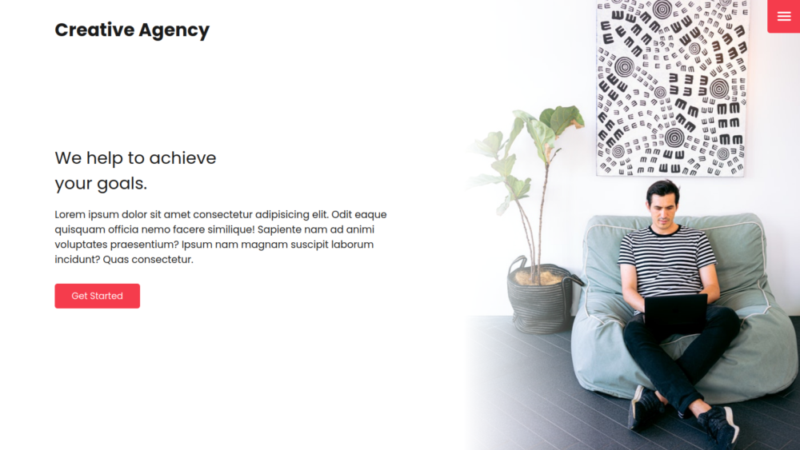 Creative Agency
We help to achieve
your goals.
Lorem ipsum dolor sit amet consectetur adipisicing elit. Odit eaque
quisquam officia nemo facere similique! Sapiente nam ad animi
voluptates praesentium? Ipsum nam magnam suscipit laborum
incidunt? Quas consectetur.
Get Started